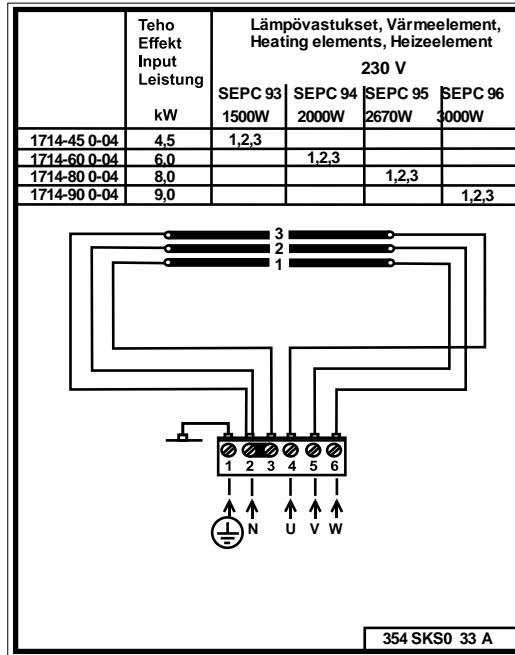 Teho
Effekt
Input
Leistung
kW
Lämpövastukset, Värmeelement,
Heating elements, Heizeelement
230 V
SEPC 93 SEPC 94 SEPC 95 SEPC 96
1500W 2000W 2670W 3000W
1714-45 0-04 4,5 1,2,3
1714-60 0-04 6,0 1,2,3
1714-80 0-04 8,0 1,2,3
1714-90 0-04 9,0 1,2,3
3
2
1
1 2 3 4 5 6
N U V W
354 SKS0 33 A